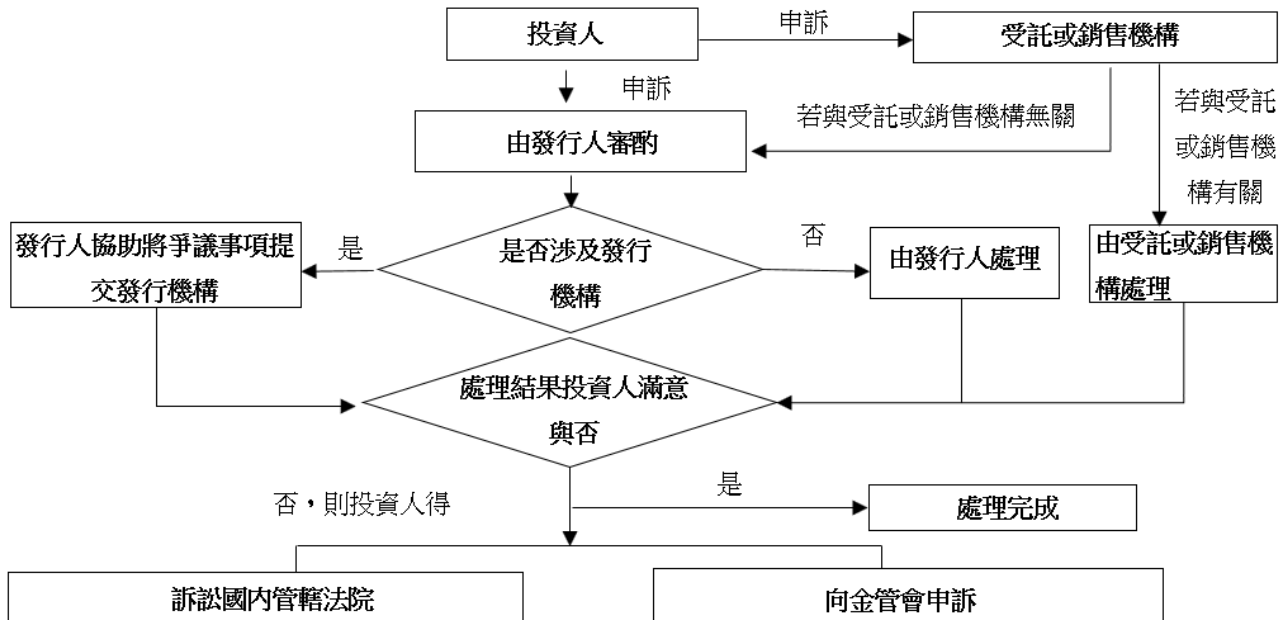 投資人
申訴
受託或銷售機構
申訴
若與受託或銷售機構無關
若與受託
或銷售機
構有關
由發行人審酌
發行人協助將爭議事項提
交發行機構
是
是否涉及發行
機構
否
由發行人處理
由受託或銷售機
構處理
處理結果投資人滿意
與否
否，則投資人得
是
處理完成
訴訟國內管轄法院
向金管會申訴